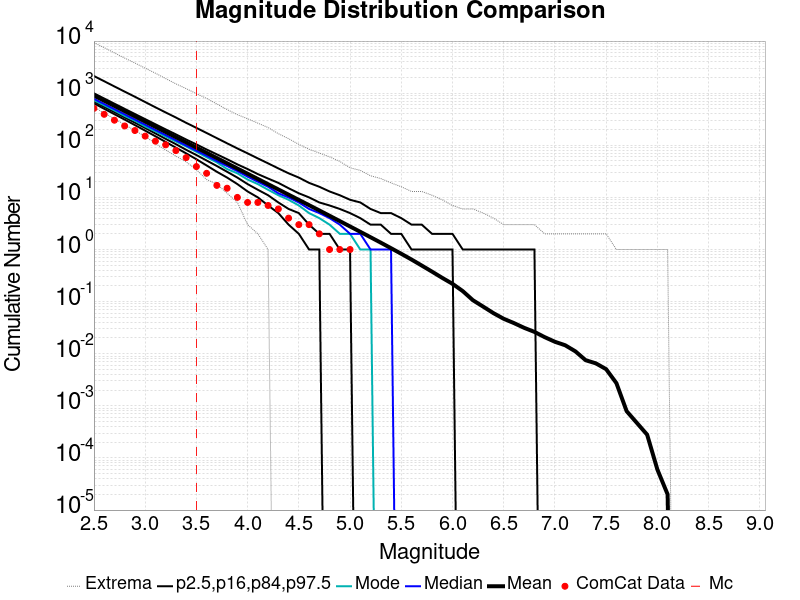 Magnitude Distribution Comparison
Cumulative Number
10^4
10^3
10^2
10^1
10^0
10^-1
10^-2
10^-3
10^-4
10^-5
2.5 3.0 3.5 4.0 4.5 5.0 5.5 6.0 6.5 7.0 7.5 8.0 8.5 9.0
Magnitude
Extrema p2.5,p16,p84,p97.5 Mode Median Mean ComCat Data Mc